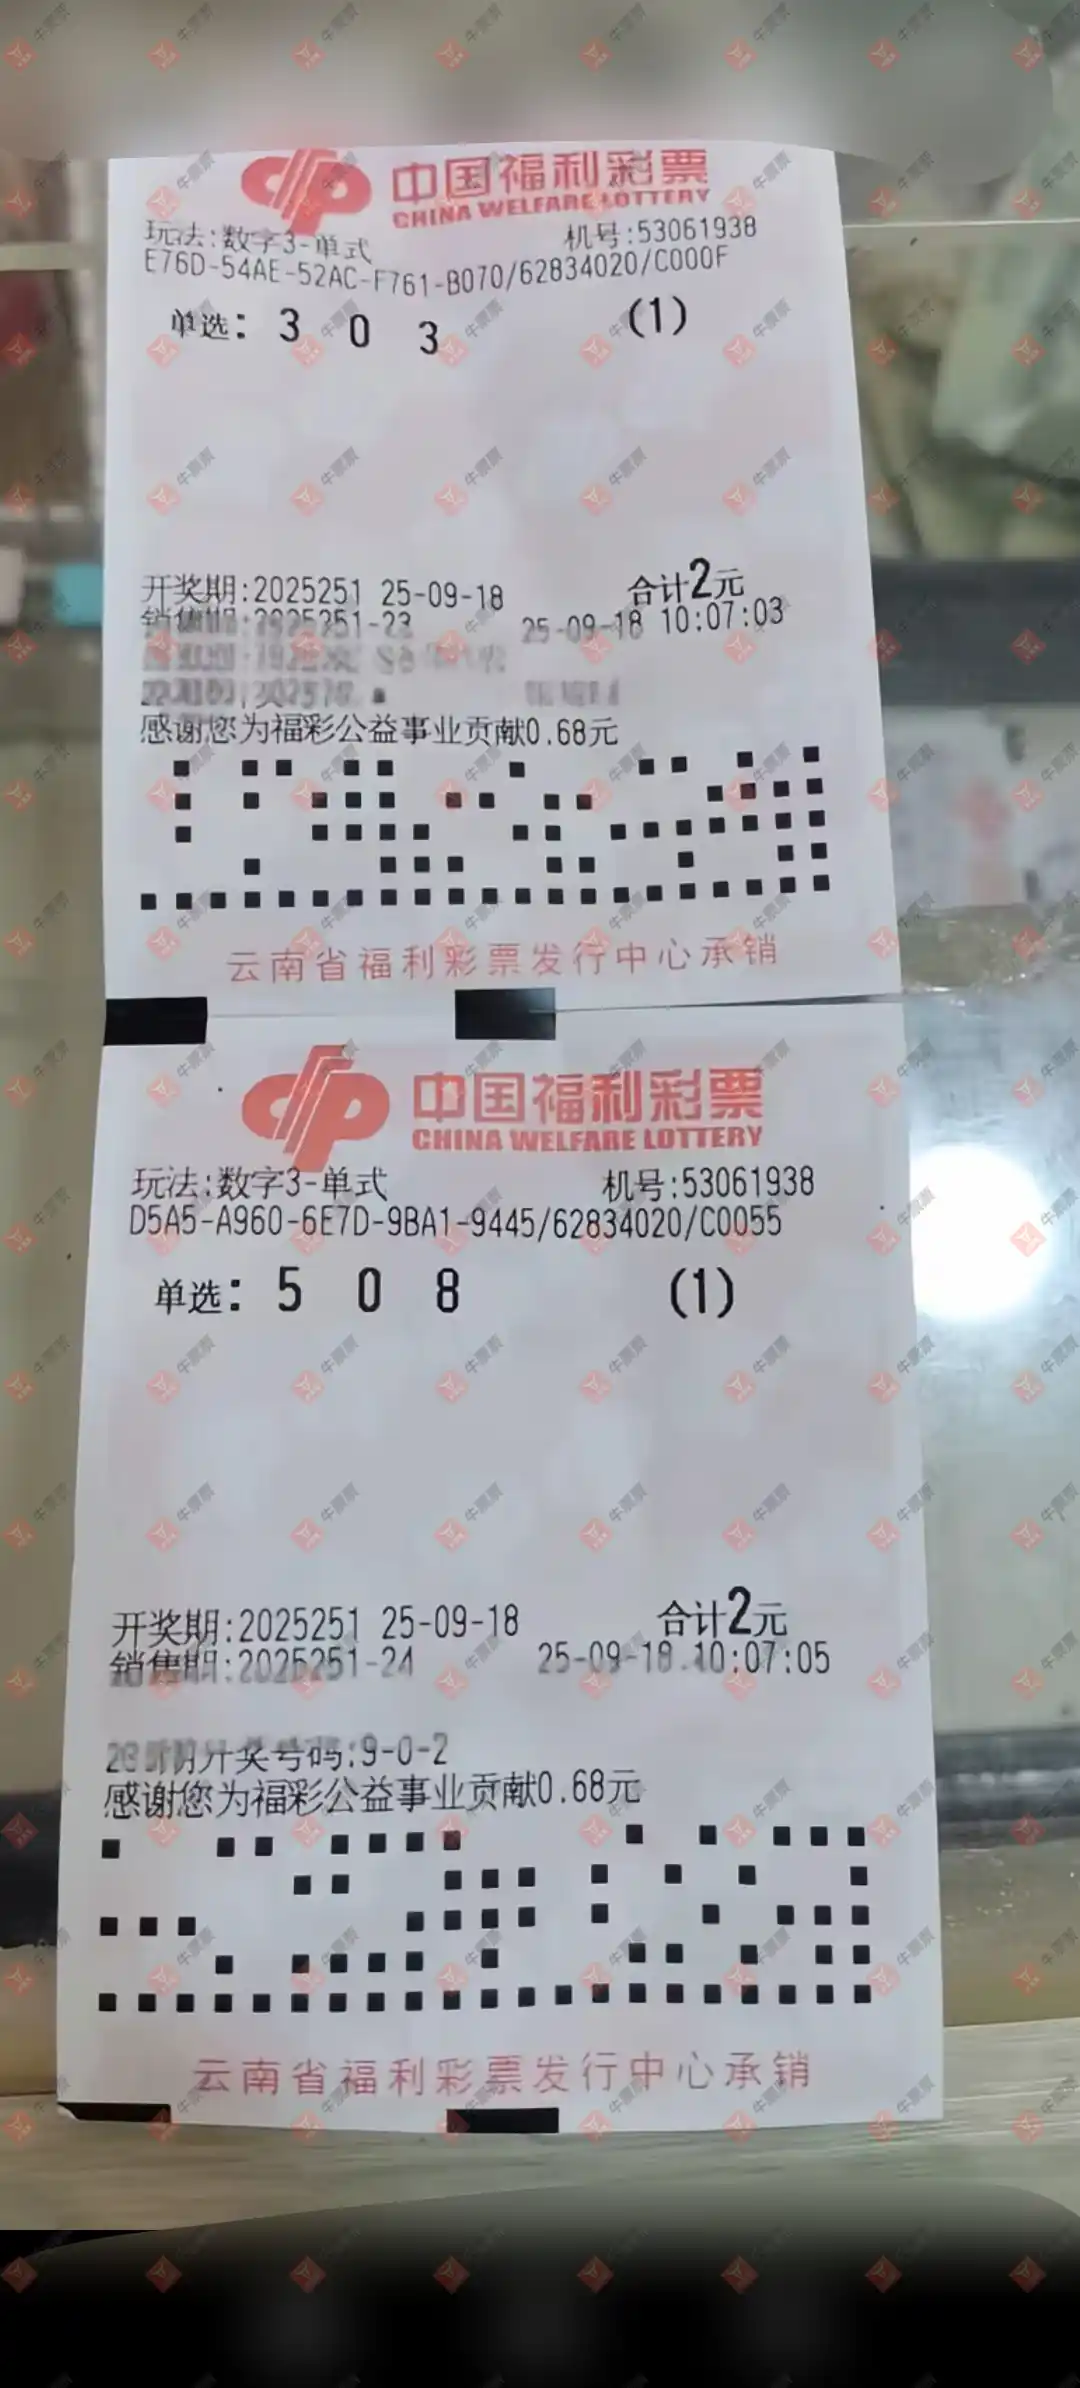 中国福利彩票
CHINA WELFARE LOTTERY
玩法:数字3-单式 机号:53061938
E76D-54AE-52AC-F761-B070/62834020/C000F
单选: 3 0 3 (1)
开奖期:2025251 25-09-18 合计2元
销售期:2025251-23 25-09-18 10:07:03
感谢您为福彩公益事业贡献0.68元
云南省福利彩票发行中心承销
中国福利彩票
CHINA WELFARE LOTTERY
玩法:数字3-单式 机号:53061938
D5A5-A960-6E7D-9BA1-9445/62834020/C0055
单选: 5 0 8 (1)
开奖期:2025251 25-09-18 合计2元
销售期:2025251-24 25-09-18 10:07:05
开奖号码:9-0-2
感谢您为福彩公益事业贡献0.68元
云南省福利彩票发行中心承销